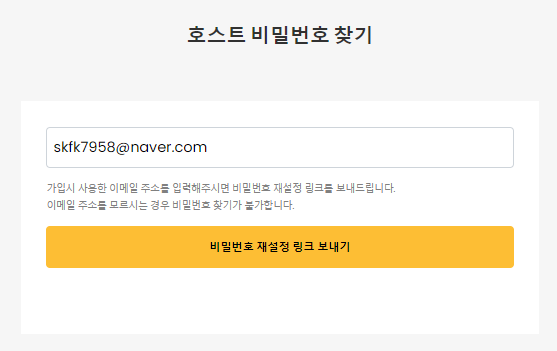 호스트 비밀번호 찾기
skfk7958@naver.com
가입시 사용한 이메일 주소를 입력해주시면 비밀번호 재설정 링크를 보내드립니다.
이메일 주소를 모르시는 경우 비밀번호 찾기가 불가합니다.
비밀번호 재설정 링크 보내기